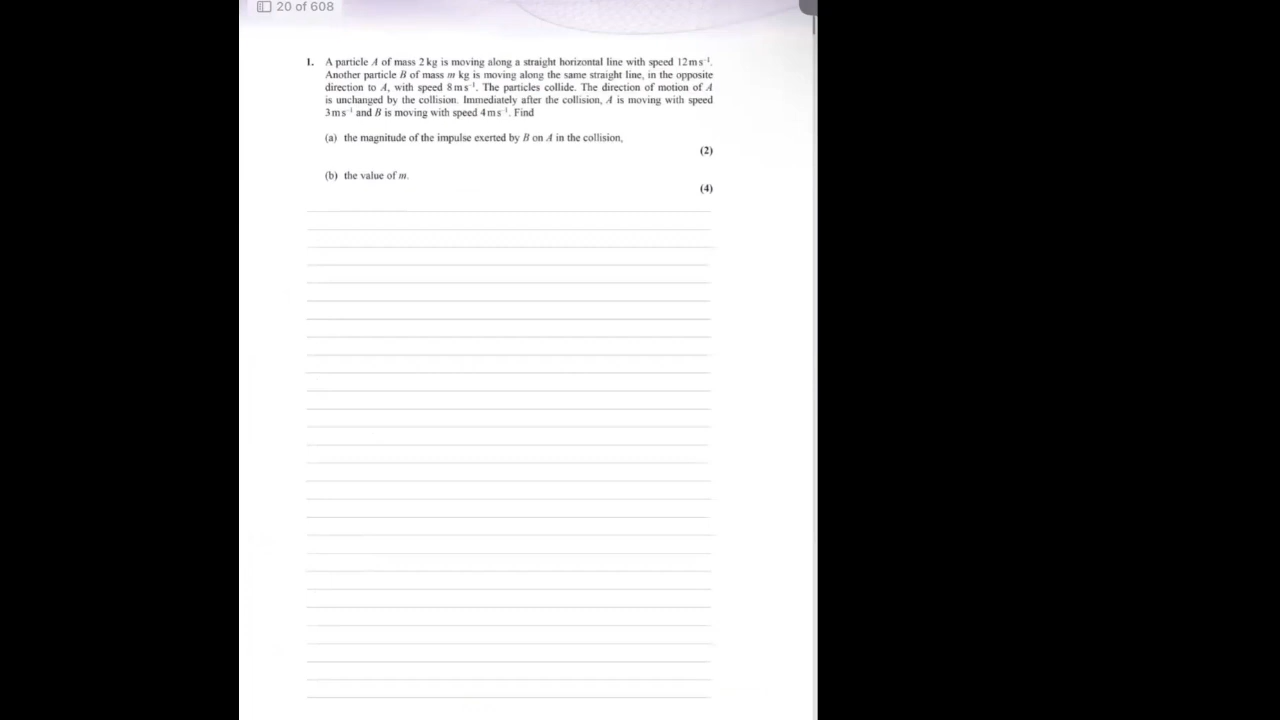 20 of 608
1. A particle A of mass 2 kg is moving along a straight horizontal line with speed 12 m s⁻¹.
Another particle B of mass m kg is moving along the same straight line, in the opposite
direction to A, with speed 8 m s⁻¹. The particles collide. The direction of motion of A
is unchanged by the collision. Immediately after the collision, A is moving with speed
3 m s⁻¹ and B is moving with speed 4 m s⁻¹. Find
(a) the magnitude of the impulse exerted by B on A in the collision,
(2)
(b) the value of m.
(4)